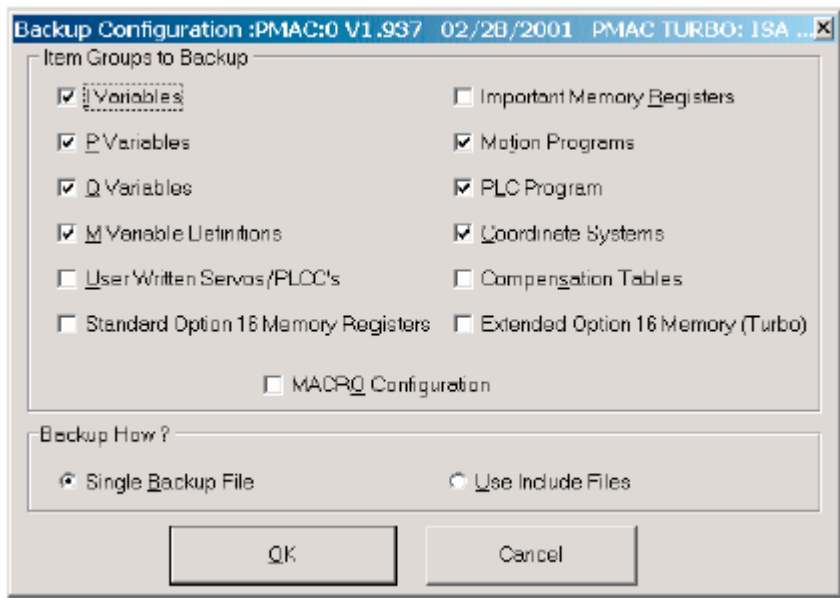 Backup Configuration :PMAC:0 V1.937 02/28/2001 PMAC TURBO: ISA ...
Item Groups to Backup
I Variables
Important Memory Registers
P Variables
Motion Programs
Q Variables
PLC Program
M Variable Definitions
Coordinate Systems
User Written Servos/PLCC's
Compensation Tables
Standard Option 16 Memory Registers
Extended Option 16 Memory (Turbo)
MACRO Configuration
Backup How ?
Single Backup File
Use Include Files
OK
Cancel